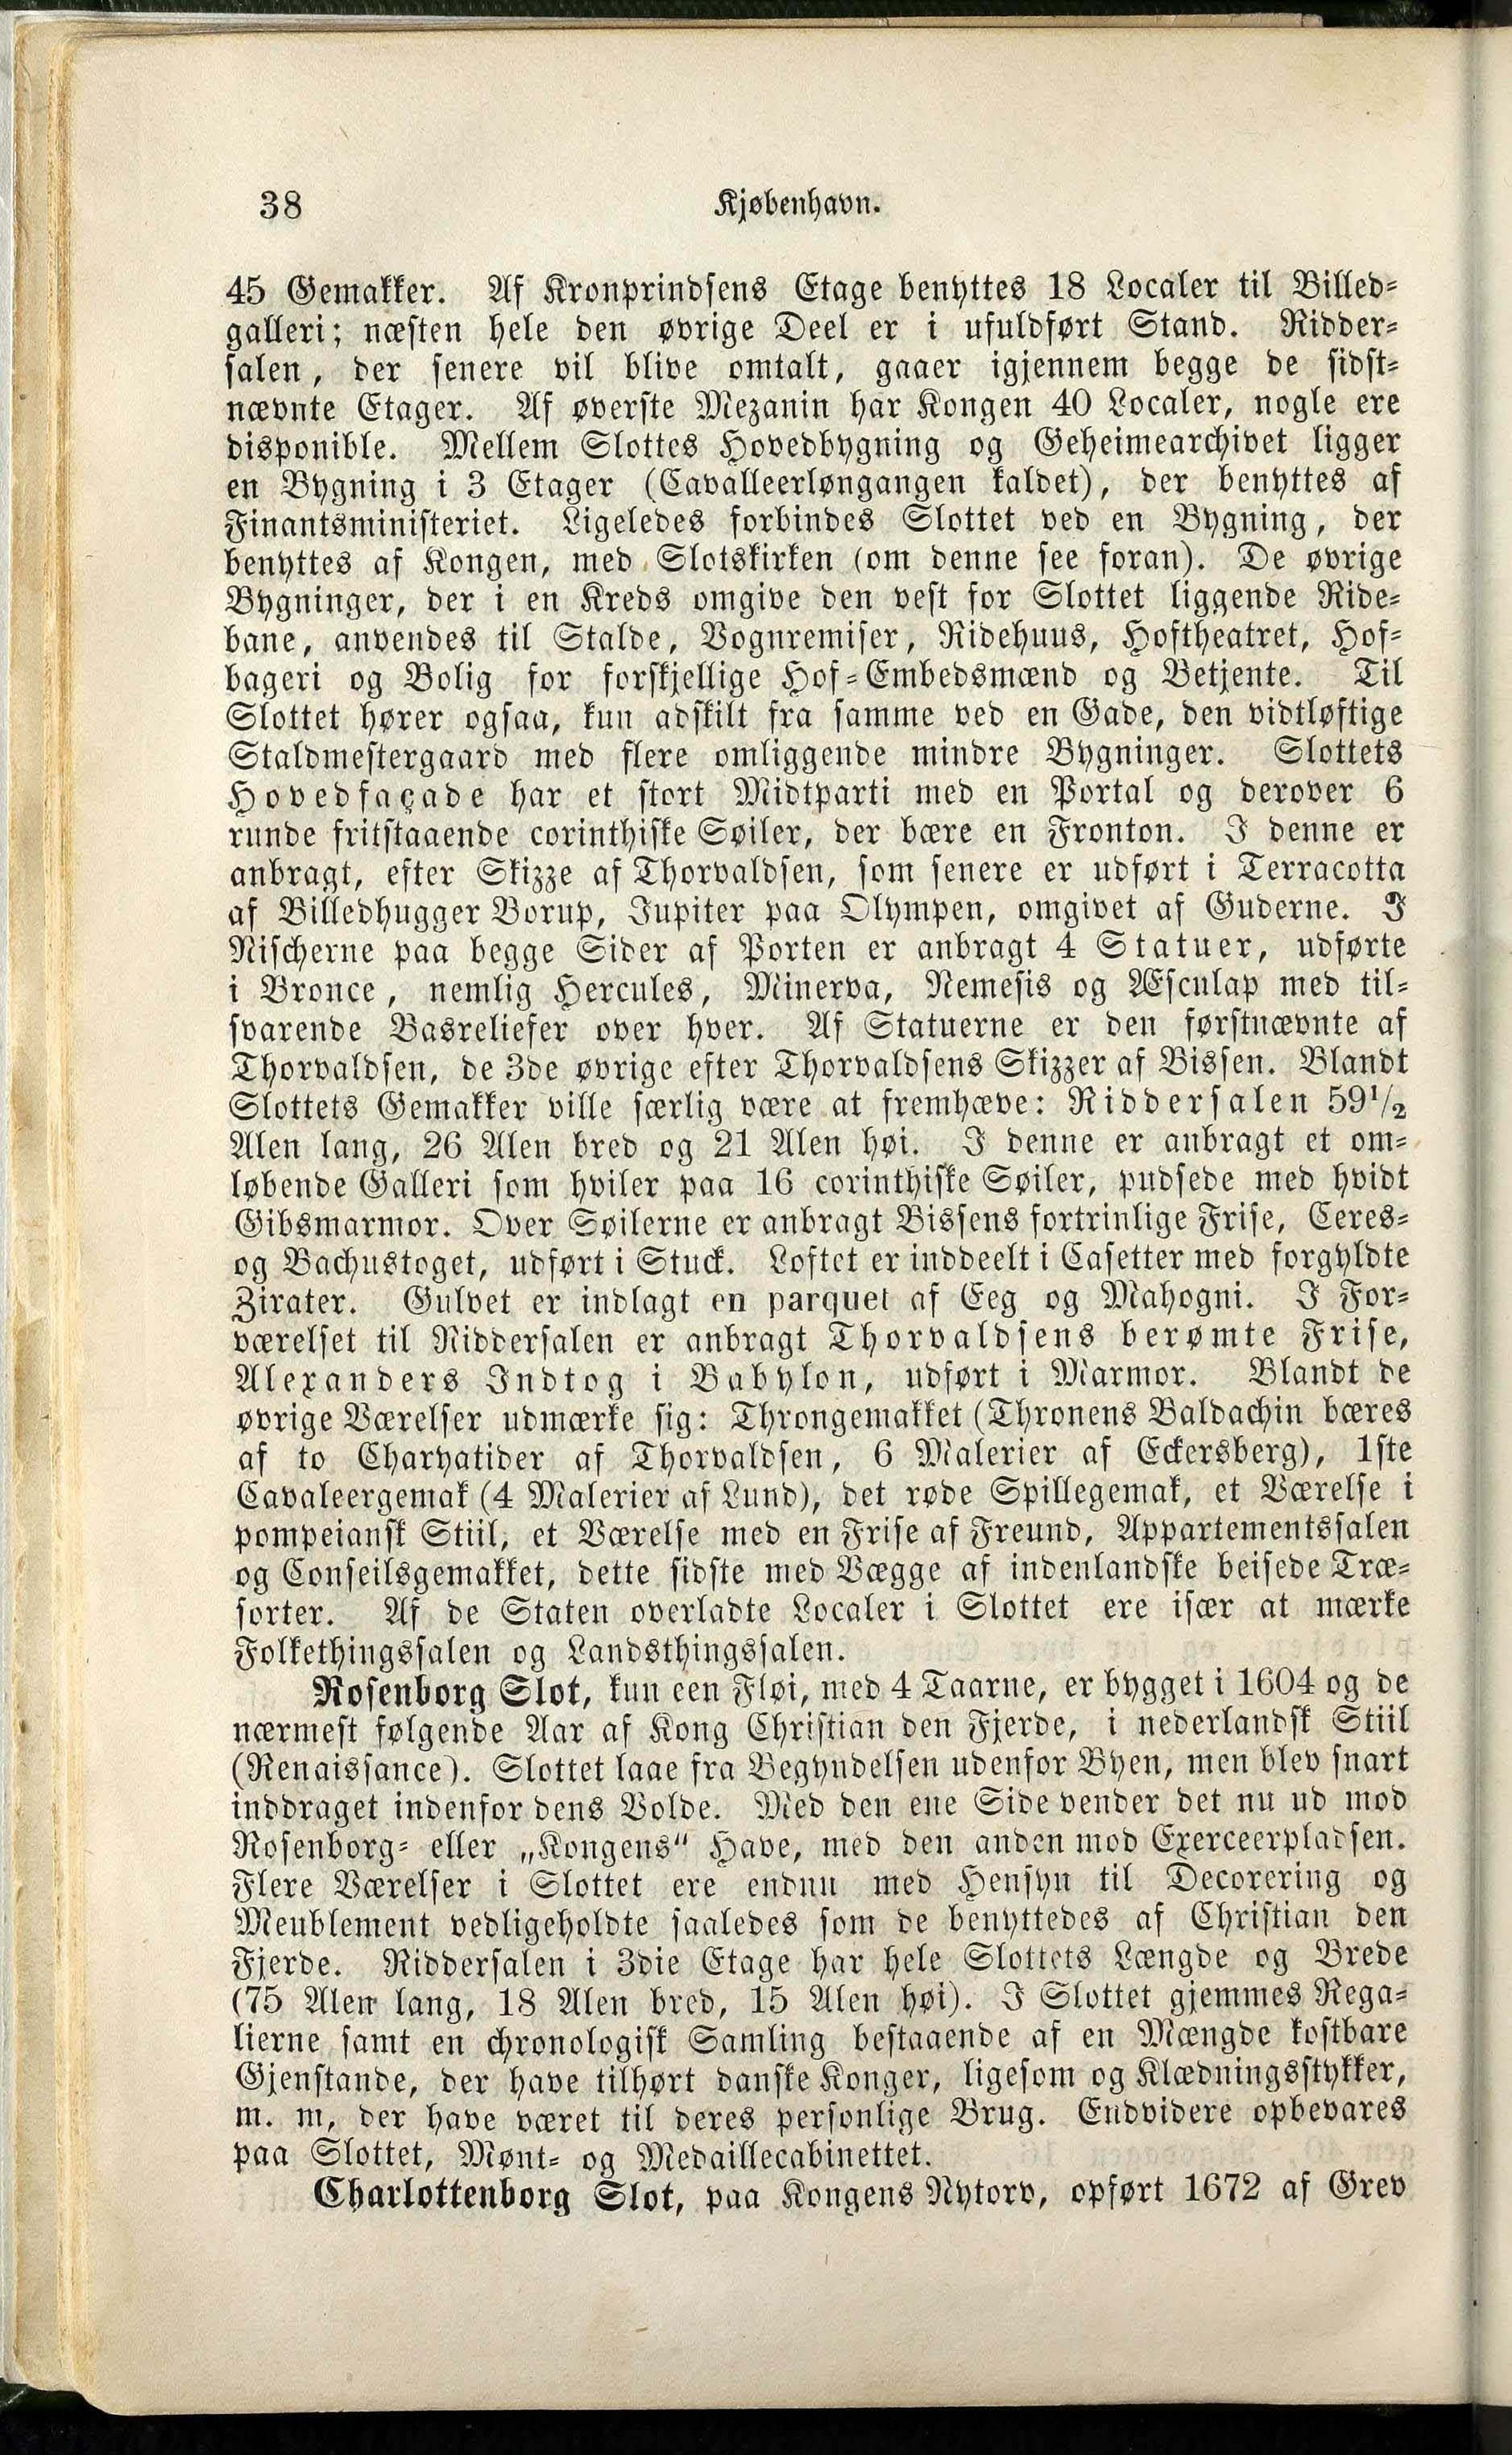 38 Kjøbenhavn.
45 Gemakker. Af Kronprindsens Etage benyttes 18 Localer til Billed-
galleri; næsten hele den øvrige Deel er i ufuldført Stand. Ridder-
salen, der senere vil blive omtalt, gaaer igjennem begge de sidst-
nævnte Etager. Af øverste Mezanin har Kongen 40 Localer, nogle ere
disponible. Mellem Slottes Hovedbygning og Geheimearchivet ligger
en Bygning i 3 Etager (Cavalleerløngangen kaldet), der benyttes af
Finantsministeriet. Ligeledes forbindes Slottet ved en Bygning, der
benyttes af Kongen, med Slotskirken (om denne see foran). De øvrige
Bygninger, der i en Kreds omgive den vest for Slottet liggende Ride-
bane, anvendes til Stalde, Vognremiser, Ridehuus, Hoftheatret, Hof-
bageri og Bolig for forskjellige Hof-Embedsmænd og Betjente. Til
Slottet hører ogsaa, kun adskilt fra samme ved en Gade, den vidtløftige
Staldmestergaard med flere omliggende mindre Bygninger. Slottets
Hovedfaçade har et stort Midtparti med en Portal og derover 6
runde fritstaaende corinthiske Søiler, der bære en Fronton. I denne er
anbragt, efter Skizze af Thorvaldsen, som senere er udført i Terracotta
af Billedhugger Borup, Jupiter paa Olympen, omgivet af Guderne. I
Nischerne paa begge Sider af Porten er anbragt 4 Statuer, udførte
i Bronce, nemlig Hercules, Minerva, Nemesis og Æsculap med til-
svarende Basreliefer over hver. Af Statuerne er den førstnævnte af
Thorvaldsen, de 3de øvrige efter Thorvaldsens Skizzer af Bissen. Blandt
Slottets Gemakker ville særlig være at fremhæve: Riddersalen 59½
Alen lang, 26 Alen bred og 21 Alen høi. I denne er anbragt et om-
løbende Galleri som hviler paa 16 corinthiske Søiler, pudsede med hvidt
Gibsmarmor. Over Søilerne er anbragt Bissens fortrinlige Frise, Ceres-
og Bachustoget, udført i Stuck. Loftet er inddeelt i Casetter med forgyldte
Zirater. Gulvet er indlagt en parquet af Eeg og Mahogni. I For-
værelset til Riddersalen er anbragt Thorvaldsens berømte Frise,
Alexanders Indtog i Babylon, udført i Marmor. Blandt de
øvrige Værelser udmærke sig: Throngemakket (Thronens Baldachin bæres
af to Charyatider af Thorvaldsen, 6 Malerier af Eckersberg), 1ste
Cavaleergemak (4 Malerier af Lund), det røde Spillegemak, et Værelse i
pompeiansk Stiil, et Værelse med en Frise af Freund, Appartementssalen
og Conseilsgemakket, dette sidste med Vægge af indenlandske beisede Træ-
sorter. Af de Staten overladte Localer i Slottet ere især at mærke
Folkethingssalen og Landsthingssalen.
Rosenborg Slot, kun een Fløi, med 4 Taarne, er bygget i 1604 og de
nærmest følgende Aar af Kong Christian den Fjerde, i nederlandsk Stiil
(Renaissance). Slottet laae fra Begyndelsen udenfor Byen, men blev snart
inddraget indenfor dens Volde. Med den ene Side vender det nu ud mod
Rosenborg- eller „Kongens“ Have, med den anden mod Exerceerpladsen.
Flere Værelser i Slottet ere endnu med Hensyn til Decorering og
Meublement vedligeholdte saaledes som de benyttedes af Christian den
Fjerde. Riddersalen i 3die Etage har hele Slottets Længde og Brede
(75 Alen lang, 18 Alen bred, 15 Alen høi). I Slottet gjemmes Rega-
lierne samt en chronologisk Samling bestaaende af en Mængde kostbare
Gjenstande, der have tilhørt danske Konger, ligesom og Klædningsstykker,
m. m, der have været til deres personlige Brug. Endvidere opbevares
paa Slottet, Mønt- og Medaillecabinettet.
Charlottenborg Slot, paa Kongens Nytorv, opført 1672 af Grev